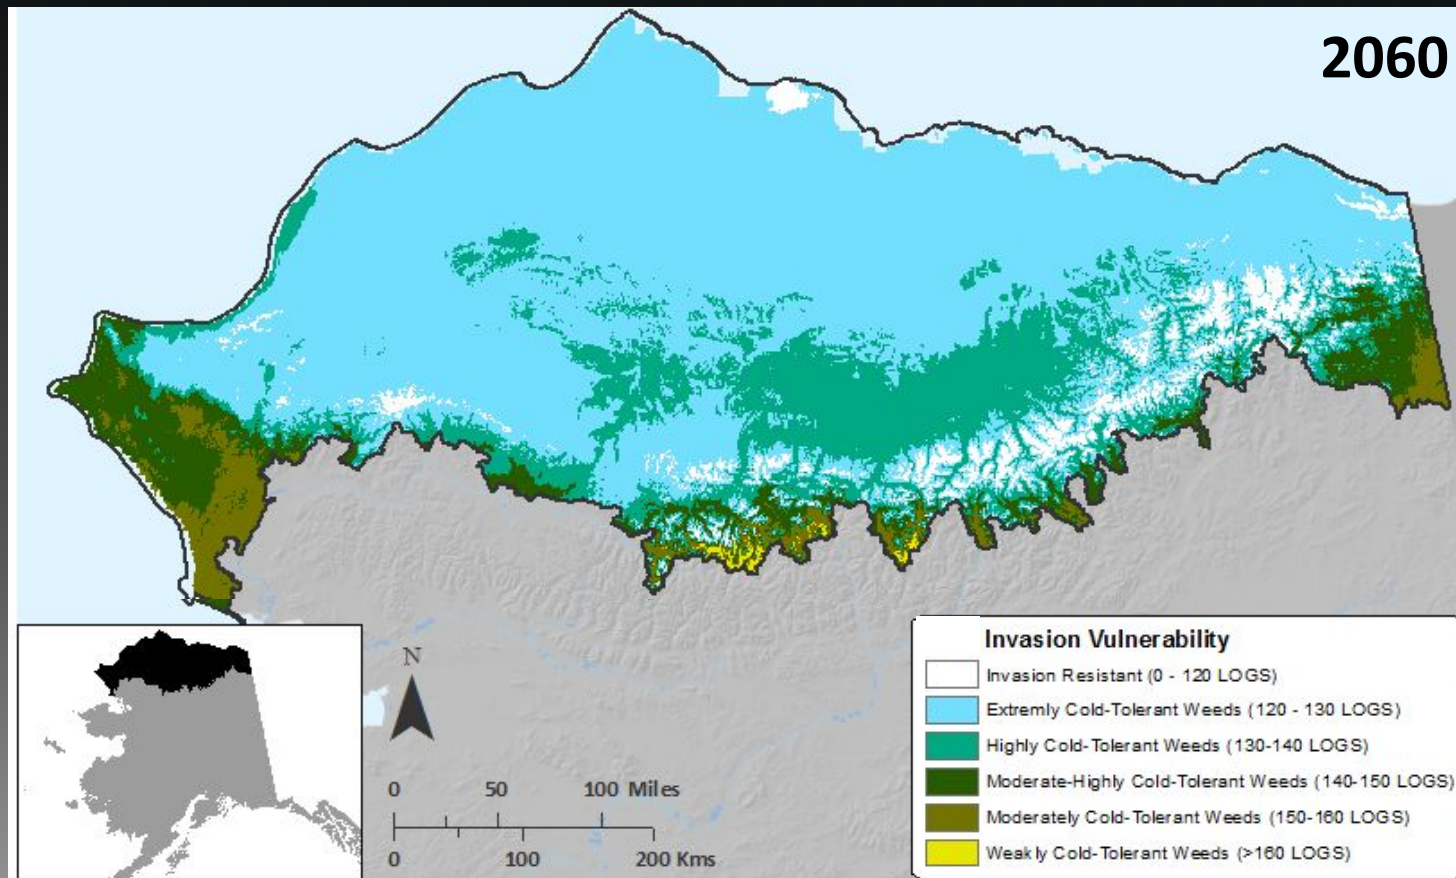 2060
N
0 50 100 Miles
0 100 200 Kms
Invasion Vulnerability
Invasion Resistant (0 - 120 LOGS)
Extremly Cold-Tolerant Weeds (120 - 130 LOGS)
Highly Cold-Tolerant Weeds (130-140 LOGS)
Moderate-Highly Cold-Tolerant Weeds (140-150 LOGS)
Moderately Cold-Tolerant Weeds (150-160 LOGS)
Weakly Cold-Tolerant Weeds (>160 LOGS)